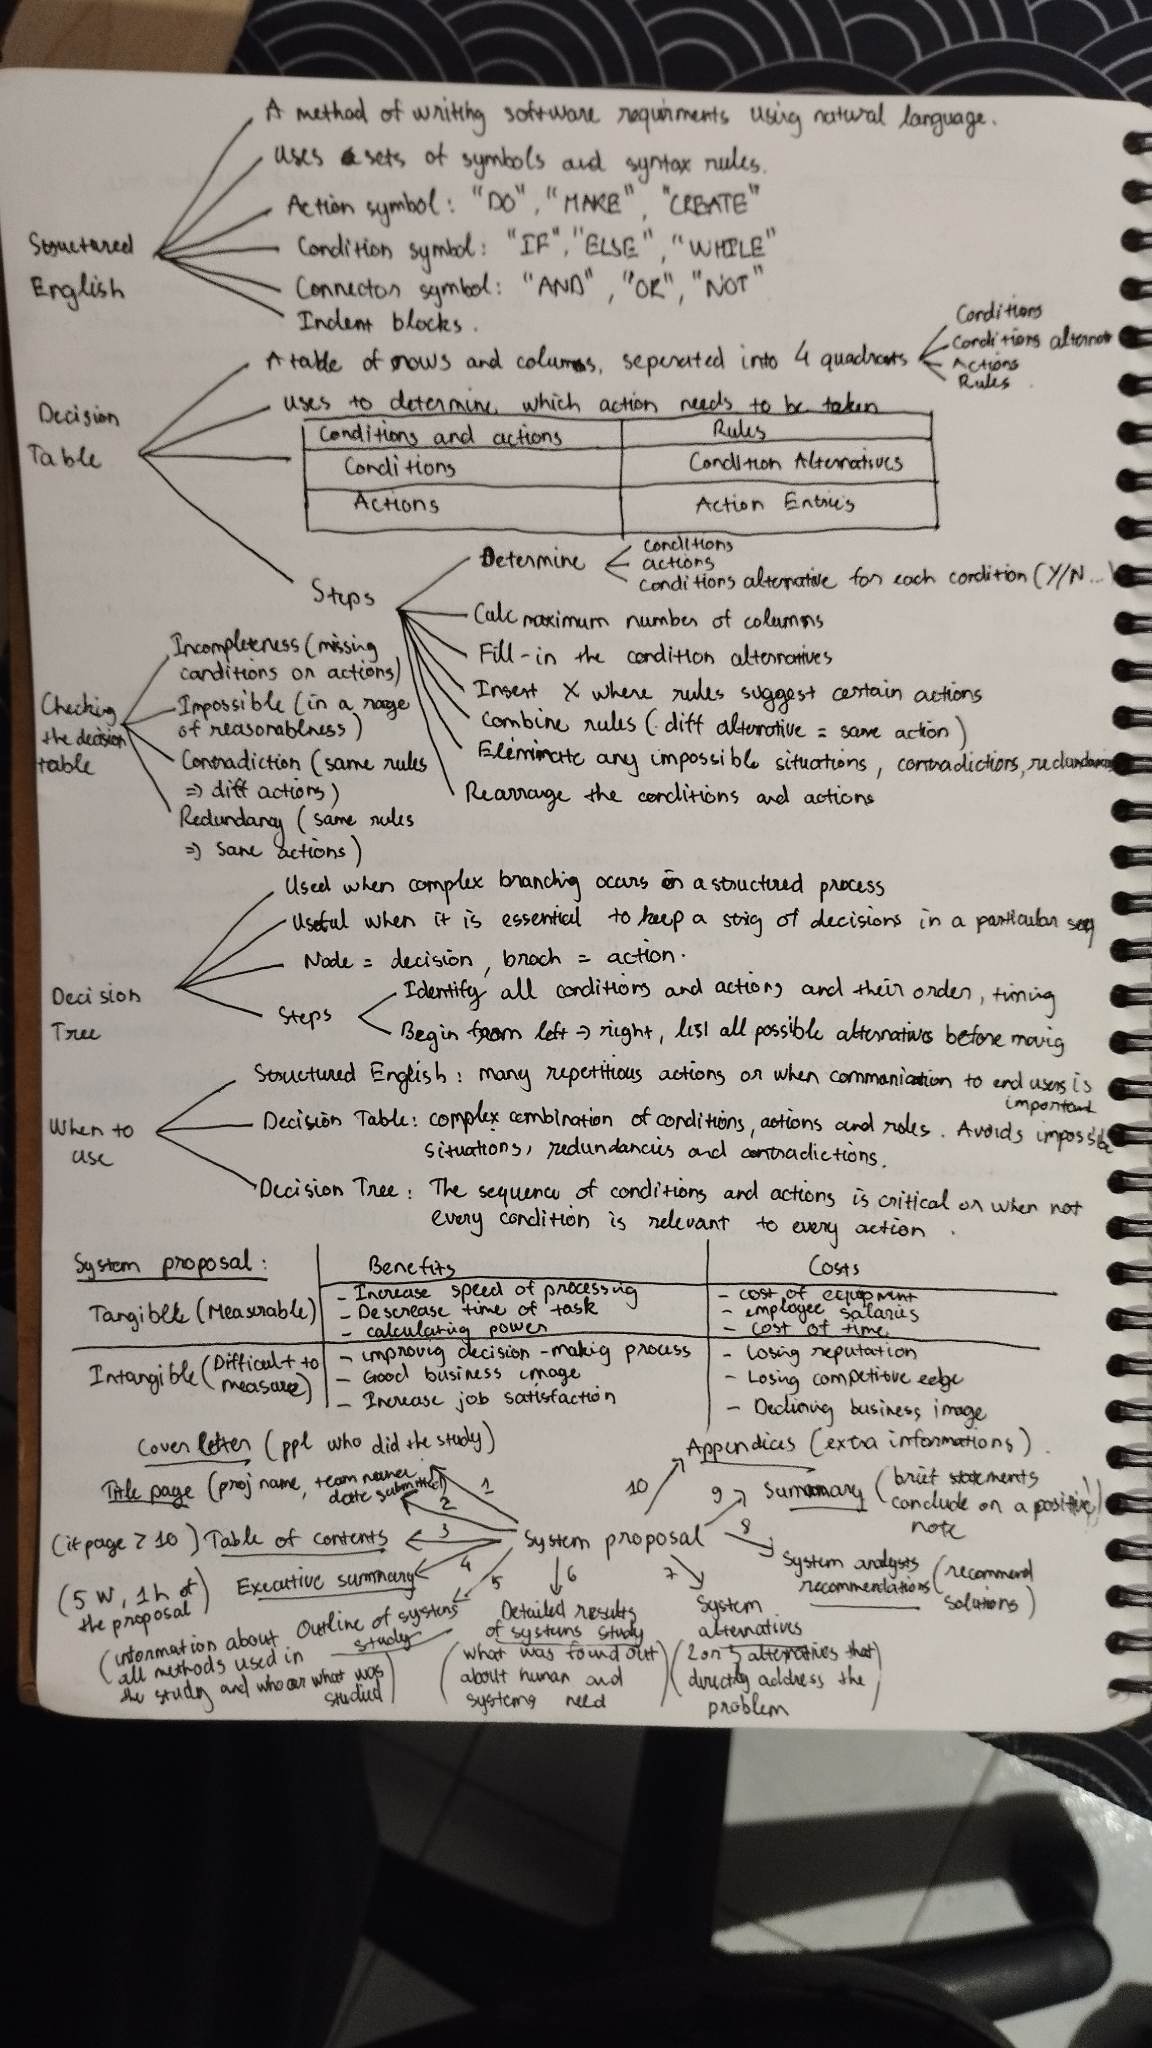 A method of writing software requirments using natural language.
Uses sets of symbols and syntax rules.
Action symbol: "DO", "MAKE", "CREATE"
Structured English
Condition symbol: "IF", "ELSE", "WHILE"
Connector symbol: "AND", "OR", "NOT"
Indent blocks.
A table of rows and columns, seperated into 4 quadrants
Conditions
Conditions alternat
Actions
Rules
Decision Table
Uses to determine which action needs to be taken
Conditions and actions | Rules
Conditions | Condition Alternatives
Actions | Action Entries
Steps
Determine
conditions
actions
conditions alternative for each condition (Y/N...)
Calc maximum number of columns
Fill-in the condition alternatives
Insert X where rules suggest certain actions
Combine rules (diff alternative = same action)
Eleminate any impossible situations, contradictions, redundancies
Rearrange the conditions and actions
Checking the decision table
Incompleteness (missing
conditions or actions)
Impossible (in a range
of reasonableness)
Contradiction (same rules
=> diff actions)
Redundancy (same rules
=> same actions)
Decision Tree
Used when complex branching occurs in a structured process
Useful when it is essential to keep a string of decisions in a particular seq
Node = decision, branch = action.
Steps
Identify all conditions and actions and their order, timing
Begin from left => right, list all possible alternatives before moving
When to use
Structured English: many repetitious actions or when communication to end users is
important
Decision Table: complex combination of conditions, actions and rules. Avoids impossible
situations, redundancies and contradictions.
Decision Tree: The sequence of conditions and actions is critical or when not
every condition is relevant to every action.
System proposal: | Benefits | Costs
Tangible (Measurable)
- Increase speed of processing
- Descrease time of task
- calculating power
- cost of equipment
- employee salaries
- cost of time
Intangible (Difficult to
measure)
- improving decision-making process
- Good business image
- Increase job satisfaction
- Losing reputation
- Losing competitive edge
- Declining business image
System proposal
1
Cover letter (ppl who did the study)
2
Title page (proj name, team name,
date submitted)
3
(if page ≥ 10) Table of contents
4
Executive summary
(5 W, 1h of
the proposal
5
Outline of systems
study
(information about
all methods used in
the study and who or what was
studied)
6
Detailed results
of systems study
(what was found out
about human and
systems need)
7
System
alternatives
(2 or 3 alternatives that
directly address the
problem)
8
System analysts
recommendations (recommend
solutions)
9
Summary (brief statements
conclude on a positive
note)
10
Appendices (extra informations).